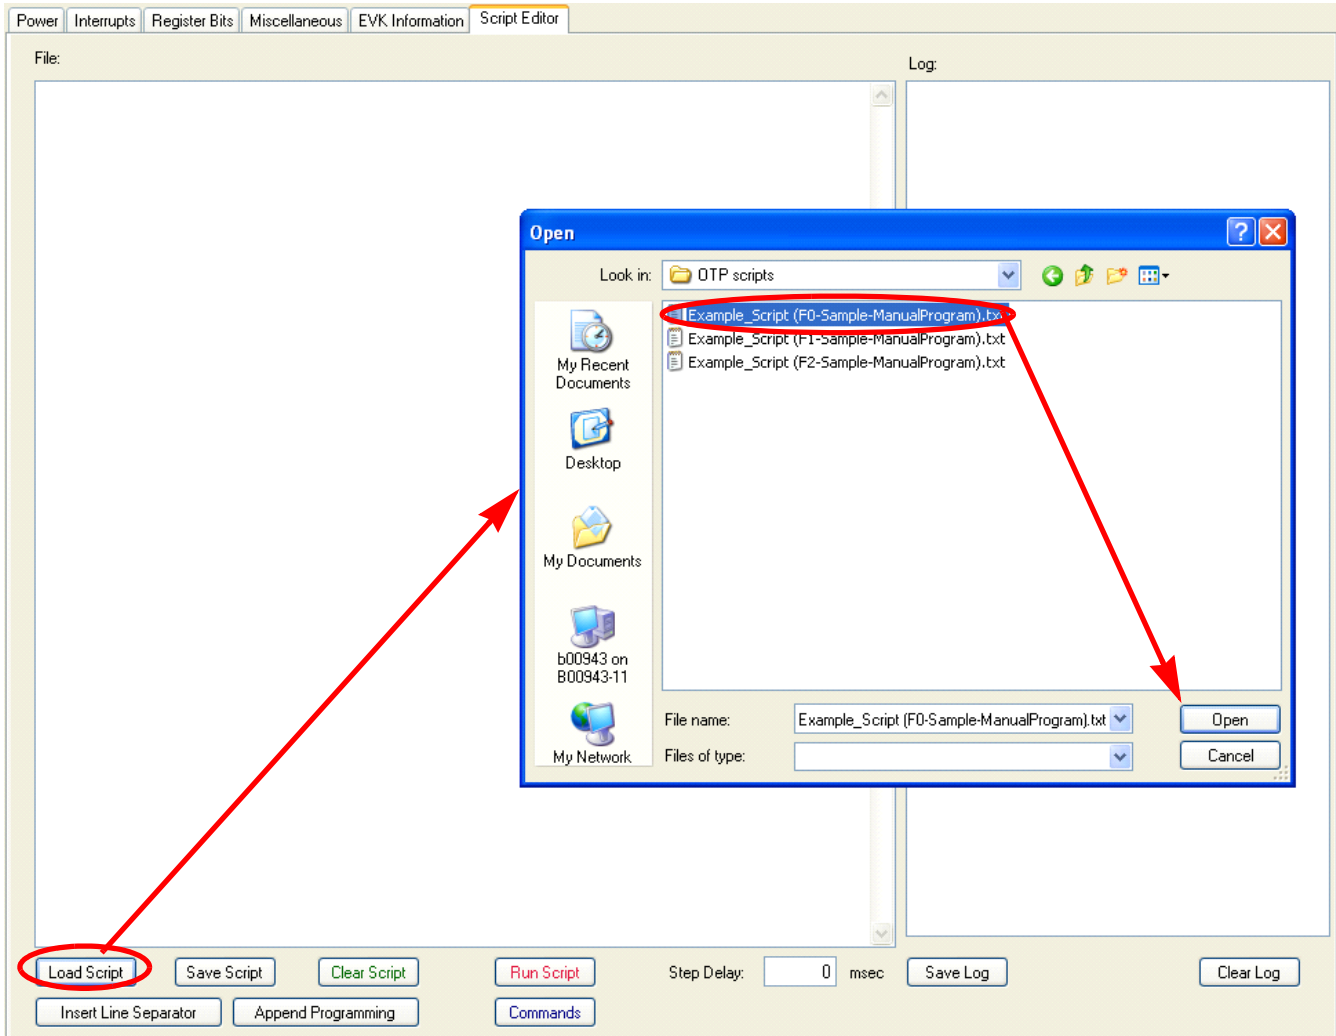 Power Interrupts Register Bits Miscellaneous EVK Information Script Editor
File:
Log:
Open
Look in: OTP scripts
Example_Script (F0-Sample-ManualProgram).txt
Example_Script (F1-Sample-ManualProgram).txt
Example_Script (F2-Sample-ManualProgram).txt
My Recent
Documents
Desktop
My Documents
b00943 on
B00943-11
My Network
File name: Example_Script (F0-Sample-ManualProgram).txt Open
Files of type: Cancel
Load Script Save Script Clear Script Run Script Step Delay: 0 msec Save Log Clear Log
Insert Line Separator Append Programming Commands